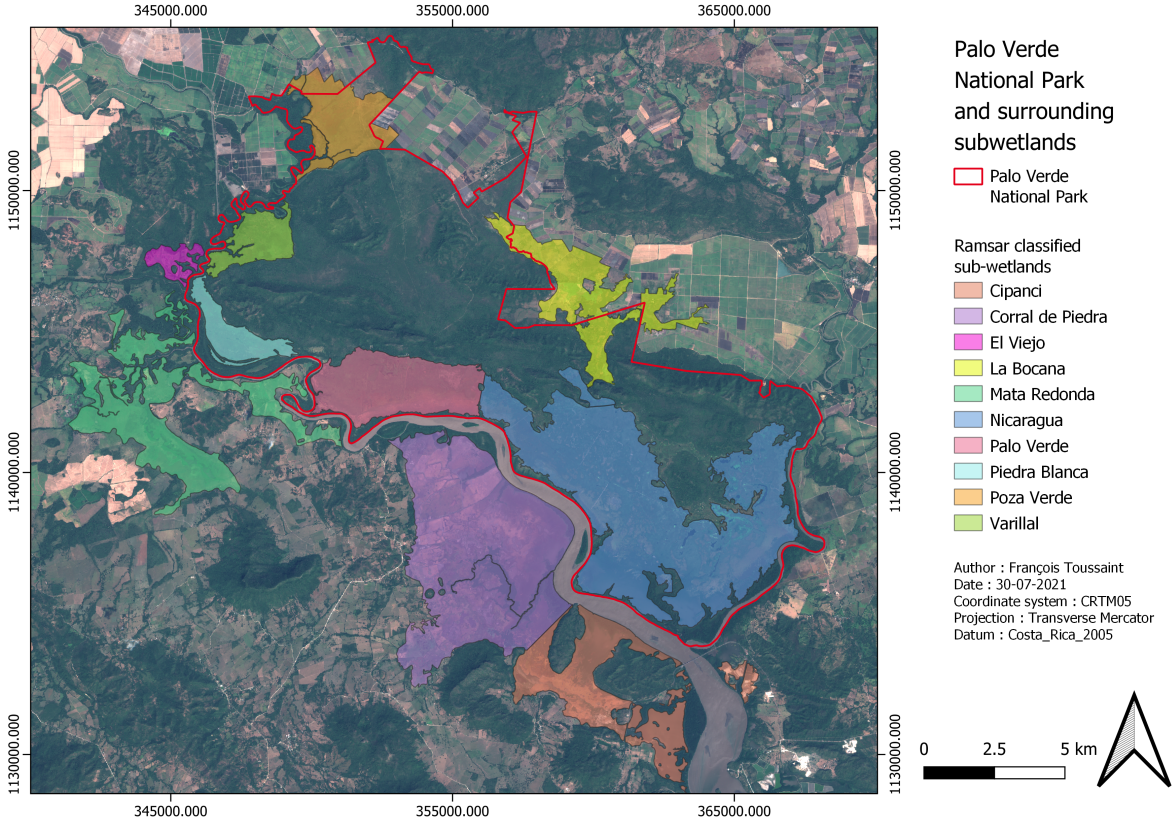 345000.000
355000.000
365000.000
Palo Verde
National Park
and surrounding
subwetlands
Palo Verde
National Park
1150000.000
1150000.000
Ramsar classified
sub-wetlands
Cipanci
Corral de Piedra
El Viejo
La Bocana
Mata Redonda
Nicaragua
Palo Verde
Piedra Blanca
Poza Verde
Varillal
1140000.000
1140000.000
Author : François Toussaint
Date : 30-07-2021
Coordinate system : CRTM05
Projection : Transverse Mercator
Datum : Costa_Rica_2005
1130000.000
1130000.000
0 2.5 5 km
345000.000
355000.000
365000.000